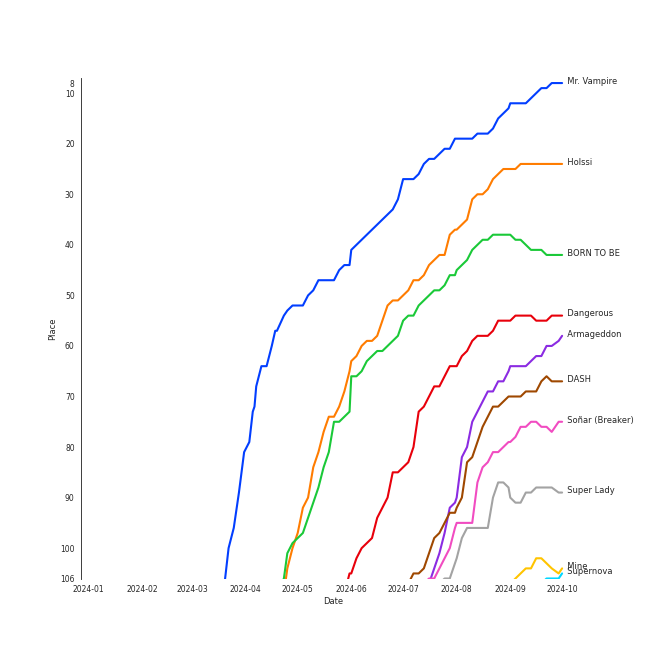 8
10
20
30
40
50
60
70
80
90
100
106
Place
2024-01
2024-02
2024-03
2024-04
2024-05
2024-06
2024-07
2024-08
2024-09
2024-10
Date
Mr. Vampire
Holssi
BORN TO BE
Dangerous
Armageddon
DASH
Soñar (Breaker)
Super Lady
Mine
Supernova